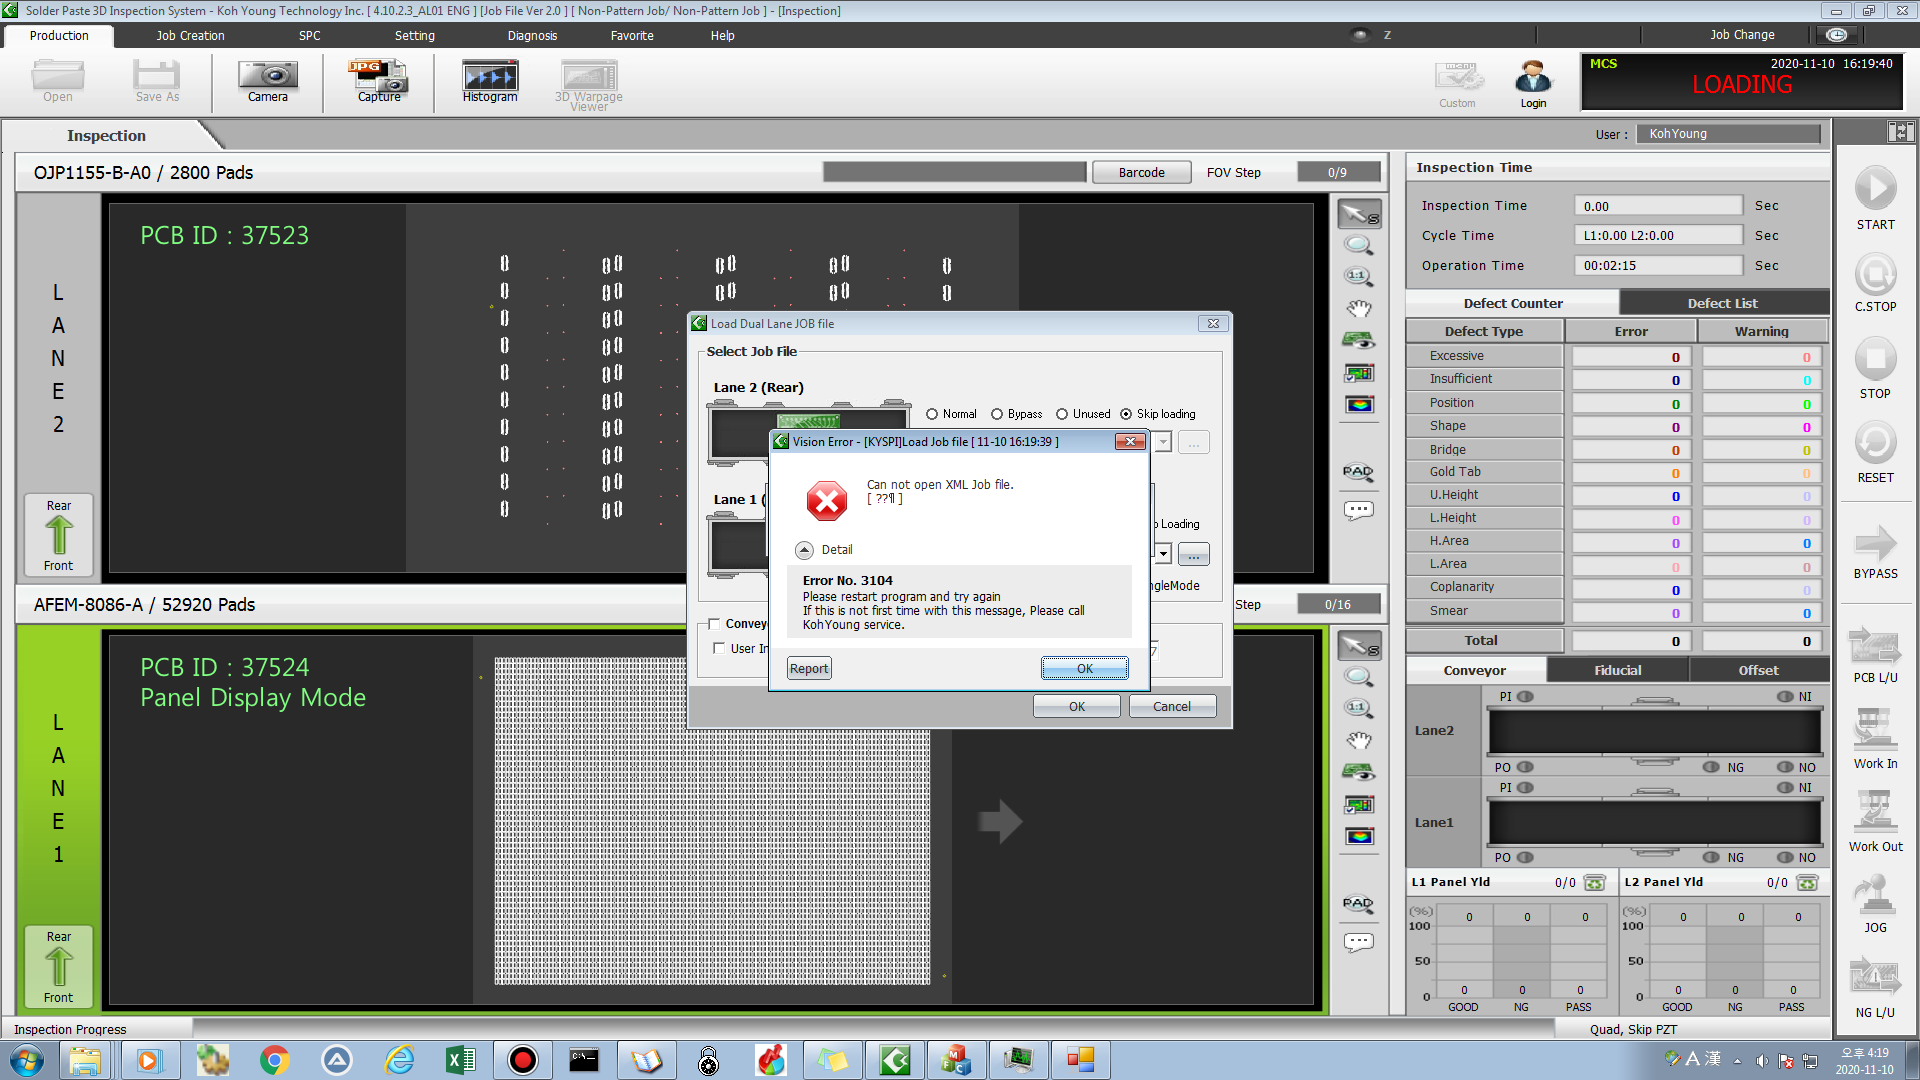 Solder Paste 3D Inspection System - Koh Young Technology Inc. [ 4.10.2.3_AL01 ENG ] [Job File Ver 2.0 ] [ Non-Pattern Job/ Non-Pattern Job ] - [Inspection]
Production Job Creation SPC Setting Diagnosis Favorite Help Z Job Change
Open Save As Camera JPG Capture Histogram 3D Warpage Viewer Custom Login
MCS 2020-11-10 16:19:40
LOADING
Inspection User : KohYoung
OJP1155-B-A0 / 2800 Pads Barcode FOV Step 0/9
PCB ID : 37523
LANE2
Rear
Front
AFEM-8086-A / 52920 Pads Step 0/16
PCB ID : 37524
Panel Display Mode
LANE1
Rear
Front
Load Dual Lane JOB file
Select Job File
Lane 2 (Rear)
Normal Bypass Unused Skip loading
...
Lane 1 (
p Loading
...
ngleMode
Convey
User In
7
OK Cancel
Vision Error - [KYSPI]Load Job file [ 11-10 16:19:39 ]
Can not open XML Job file.
[ ??¶ ]
Detail
Error No. 3104
Please restart program and try again
If this is not first time with this message, Please call
KohYoung service.
Report OK
S
1:1
PAD
S
1:1
PAD
Inspection Time
Inspection Time 0.00 Sec
Cycle Time L1:0.00 L2:0.00 Sec
Operation Time 00:02:15 Sec
Defect Counter Defect List
Defect Type Error Warning
Excessive 0 0
Insufficient 0 0
Position 0 0
Shape 0 0
Bridge 0 0
Gold Tab 0 0
U.Height 0 0
L.Height 0 0
H.Area 0 0
L.Area 0 0
Coplanarity 0 0
Smear 0 0
Total 0 0
Conveyor Fiducial Offset
PI NI
Lane2
PO NG NO
PI NI
Lane1
PO NG NO
L1 Panel Yld 0/0 L2 Panel Yld 0/0
(%) 0 0 0 (%) 0 0 0
100 100
50 50
0 0 0 0 0 0 0 0
GOOD NG PASS GOOD NG PASS
START
C.STOP
STOP
RESET
BYPASS
PCB L/U
Work In
Work Out
JOG
NG L/U
Inspection Progress Quad, Skip PZT
A 漢 오후 4:19
2020-11-10